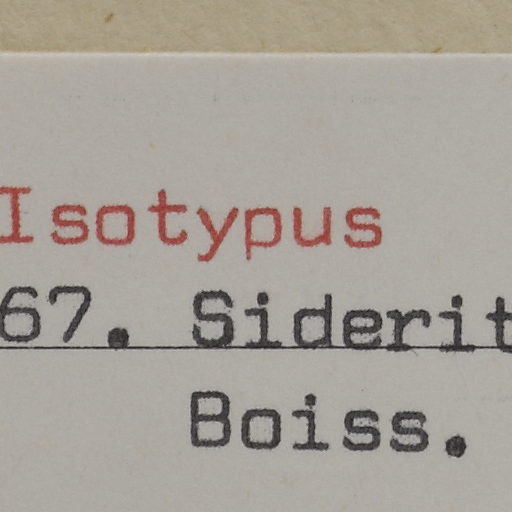 Isotypus
67. Siderit
Boiss.